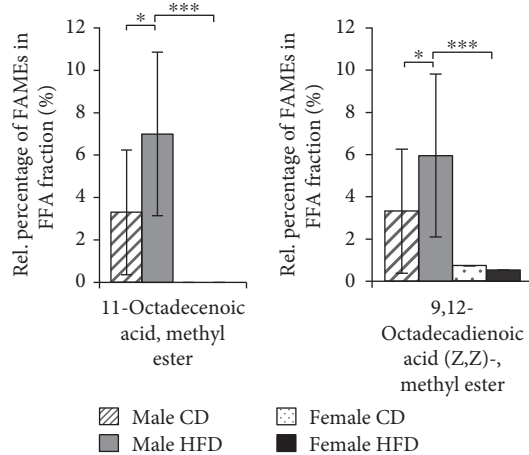 Rel. percentage of FAMEs in
FFA fraction (%)
12
10
8
6
4
2
0
*
***
11-Octadecenoic
acid, methyl
ester
Rel. percentage of FAMEs in
FFA fraction (%)
12
10
8
6
4
2
0
*
***
9,12-
Octadecadienoic
acid (Z,Z)-,
methyl ester
Male CD
Male HFD
Female CD
Female HFD